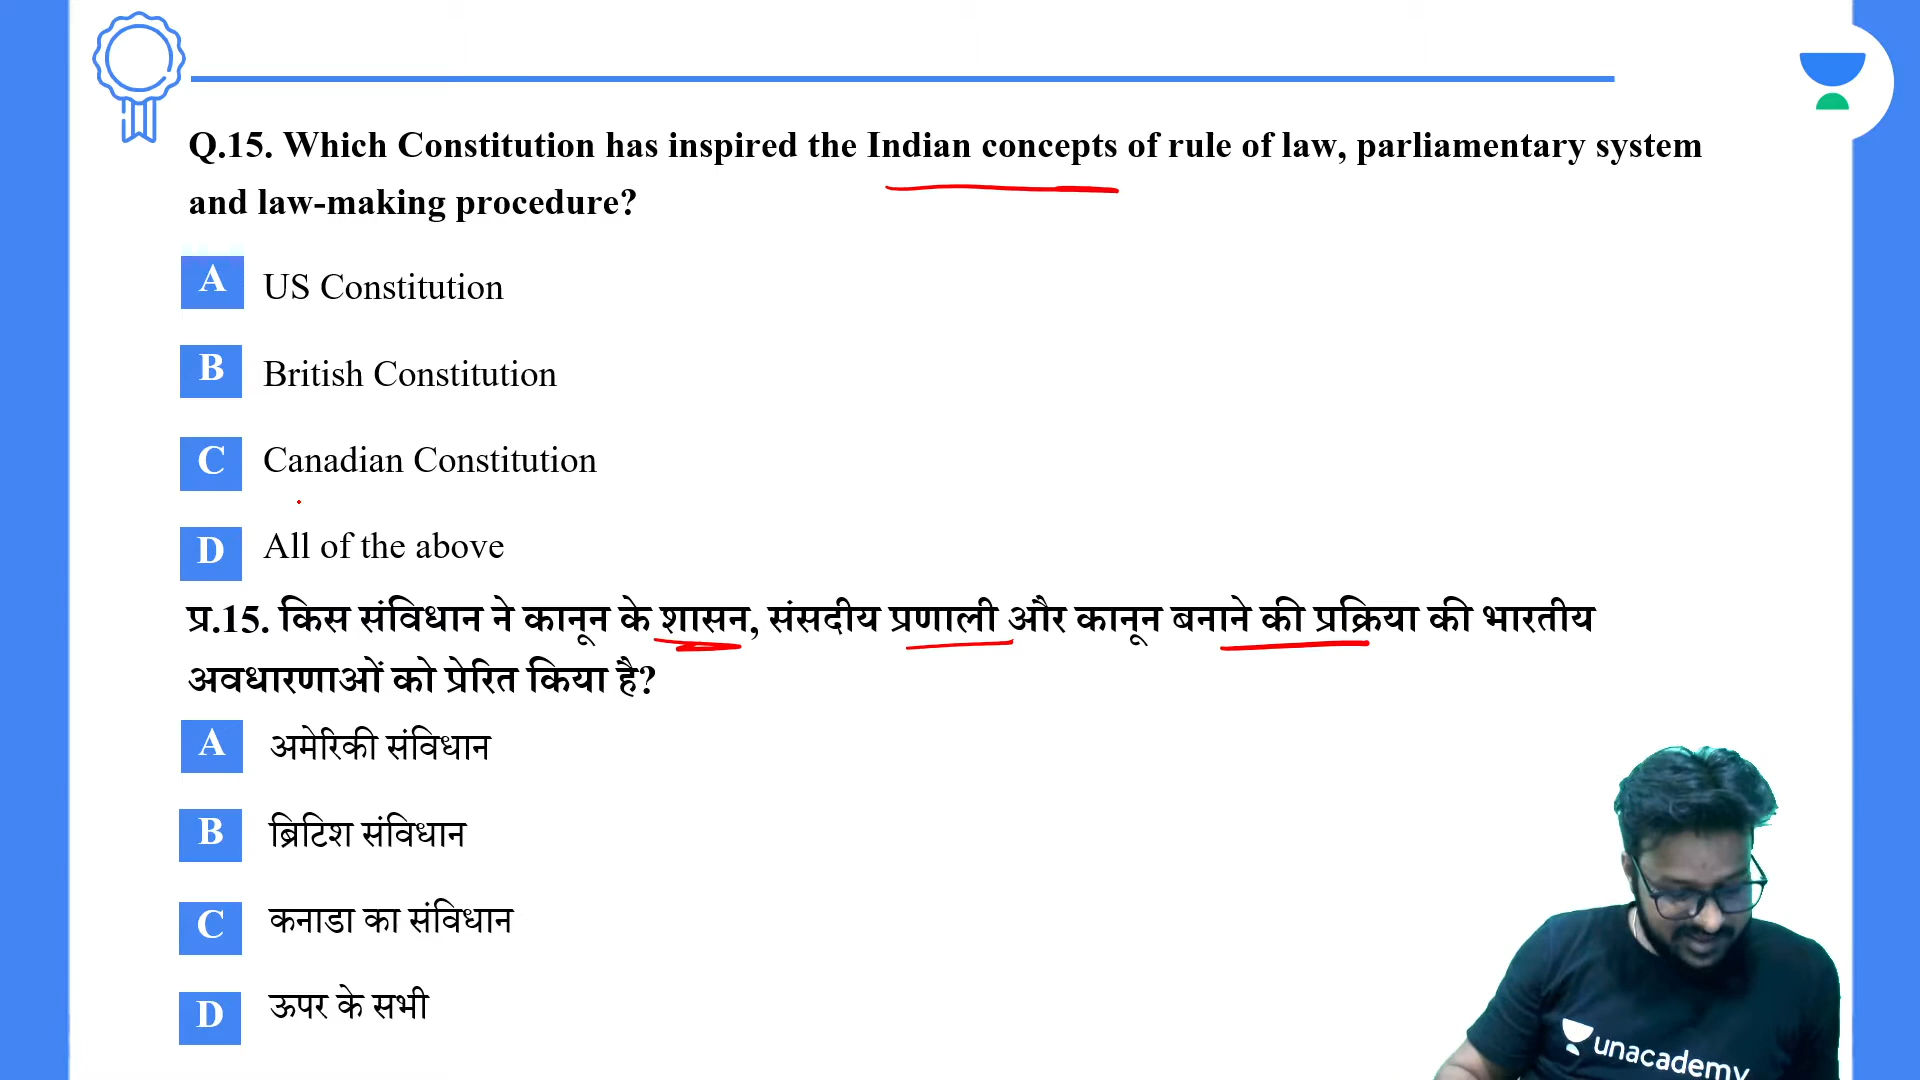 Q.15. Which Constitution has inspired the Indian concepts of rule of law, parliamentary system
and law-making procedure?
A US Constitution
B British Constitution
C Canadian Constitution
D All of the above
प्र.15. किस संविधान ने कानून के शासन, संसदीय प्रणाली और कानून बनाने की प्रक्रिया की भारतीय
अवधारणाओं को प्रेरित किया है?
A अमेरिकी संविधान
B ब्रिटिश संविधान
C कनाडा का संविधान
D ऊपर के सभी
unacademy